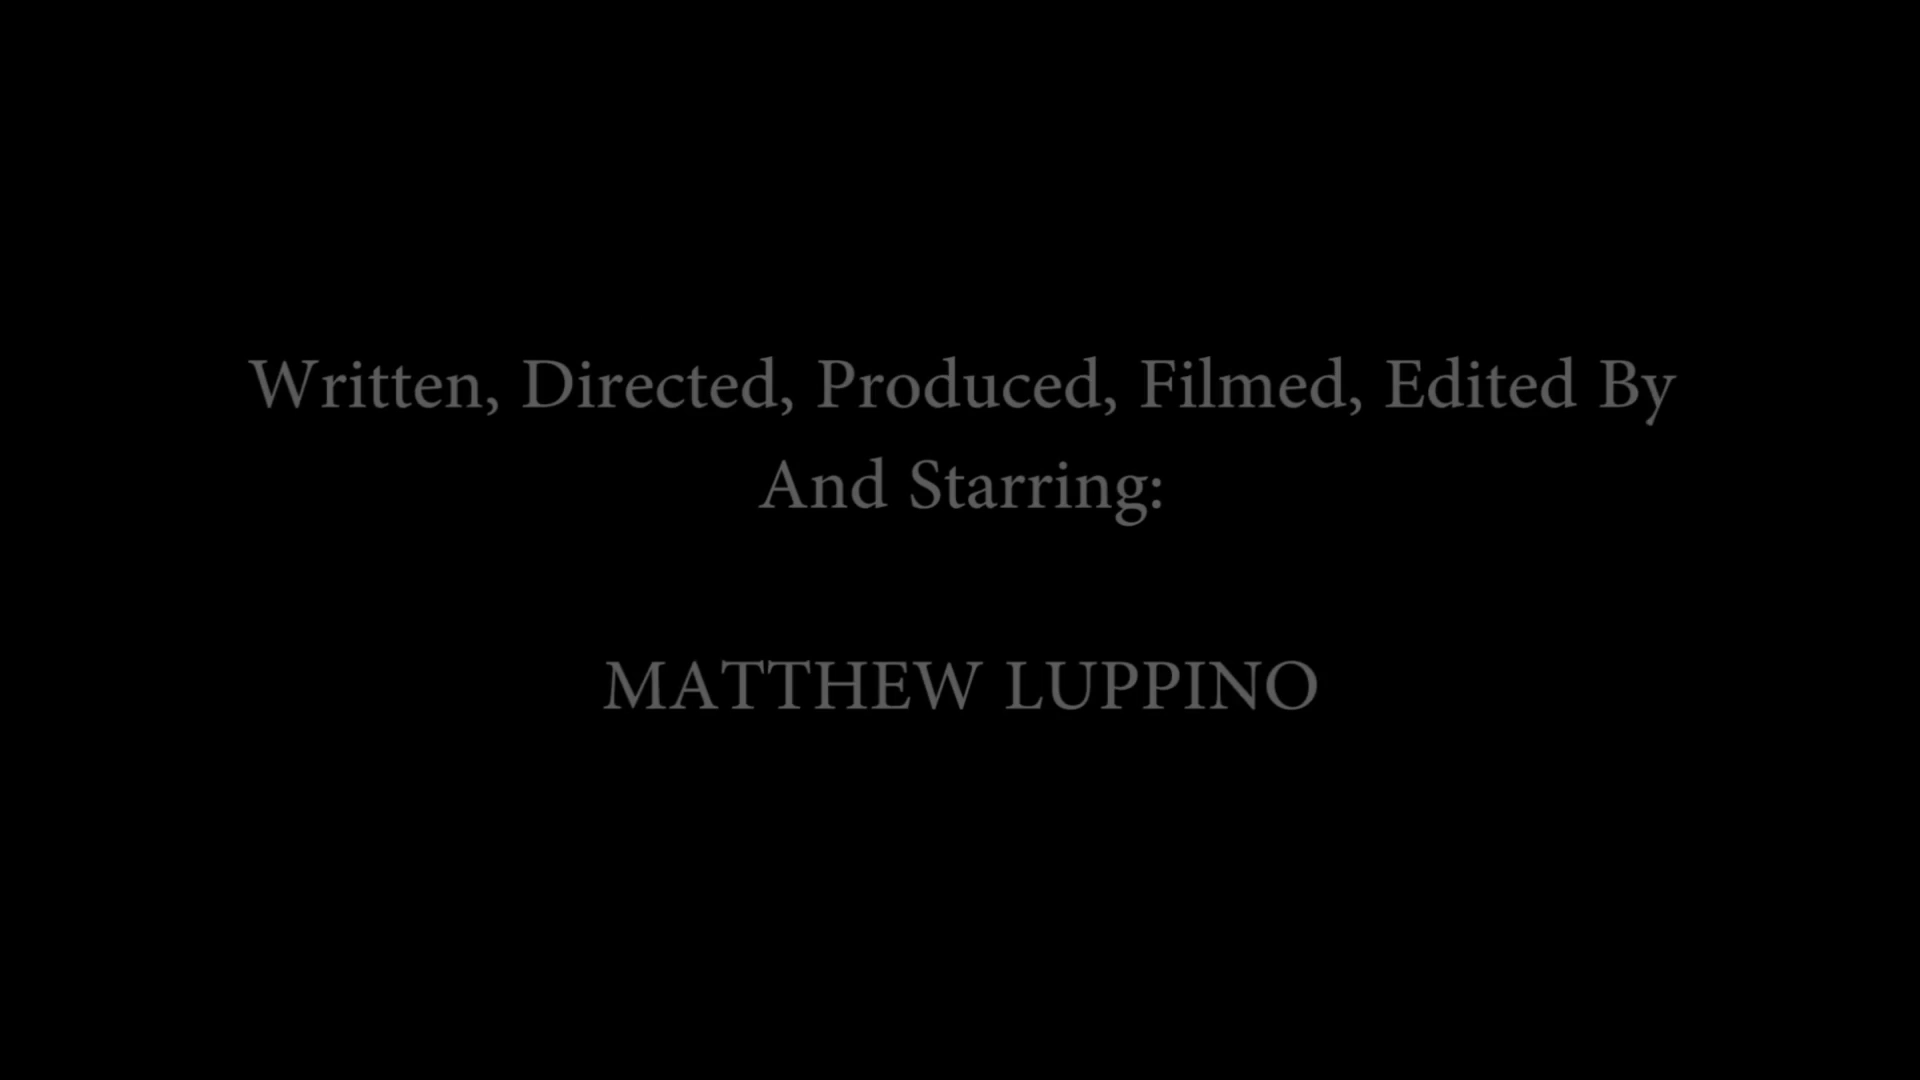 Written, Directed, Produced, Filmed, Edited By
And Starring:
MATTHEW LUPPINO